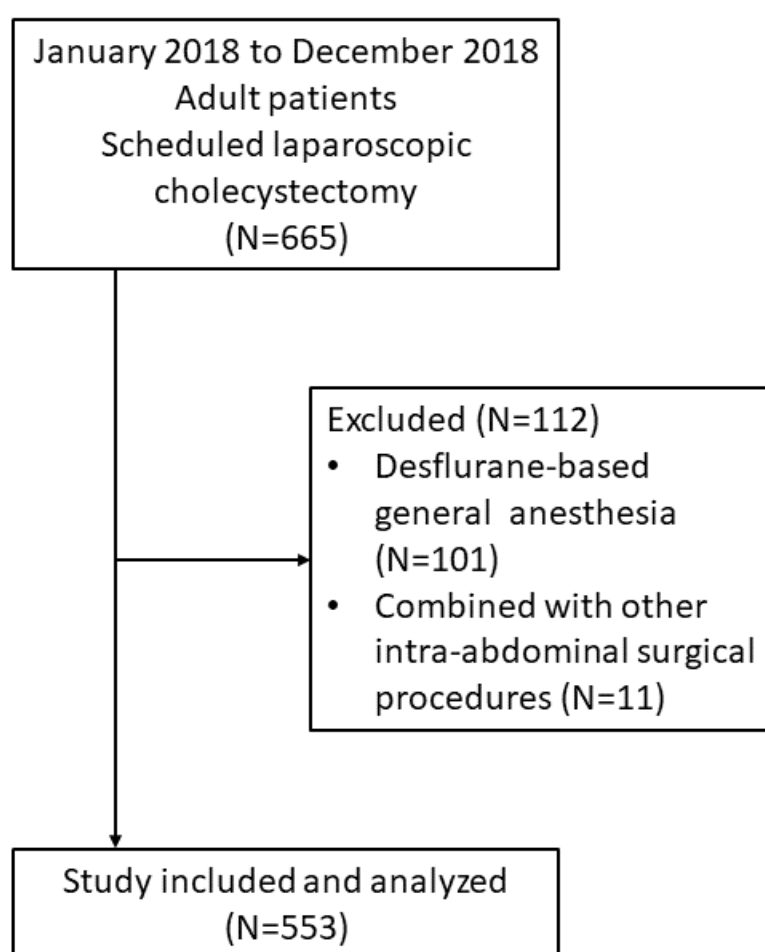 January 2018 to December 2018
Adult patients
Scheduled laparoscopic
cholecystectomy
(N=665)
Excluded (N=112)
• Desflurane-based
general anesthesia
(N=101)
• Combined with other
intra-abdominal surgical
procedures (N=11)
Study included and analyzed
(N=553)